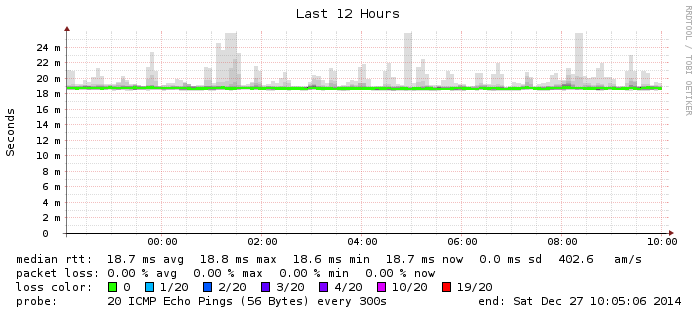 Last 12 Hours
RRDTOOL / TOBI OETIKER
Seconds
24 m
22 m
20 m
18 m
16 m
14 m
12 m
10 m
8 m
6 m
4 m
2 m
0
00:00 02:00 04:00 06:00 08:00 10:00
median rtt: 18.7 ms avg 18.8 ms max 18.6 ms min 18.7 ms now 0.0 ms sd 402.6 am/s
packet loss: 0.00 % avg 0.00 % max 0.00 % min 0.00 % now
loss color: 0 1/20 2/20 3/20 4/20 10/20 19/20
probe: 20 ICMP Echo Pings (56 Bytes) every 300s end: Sat Dec 27 10:05:06 2014